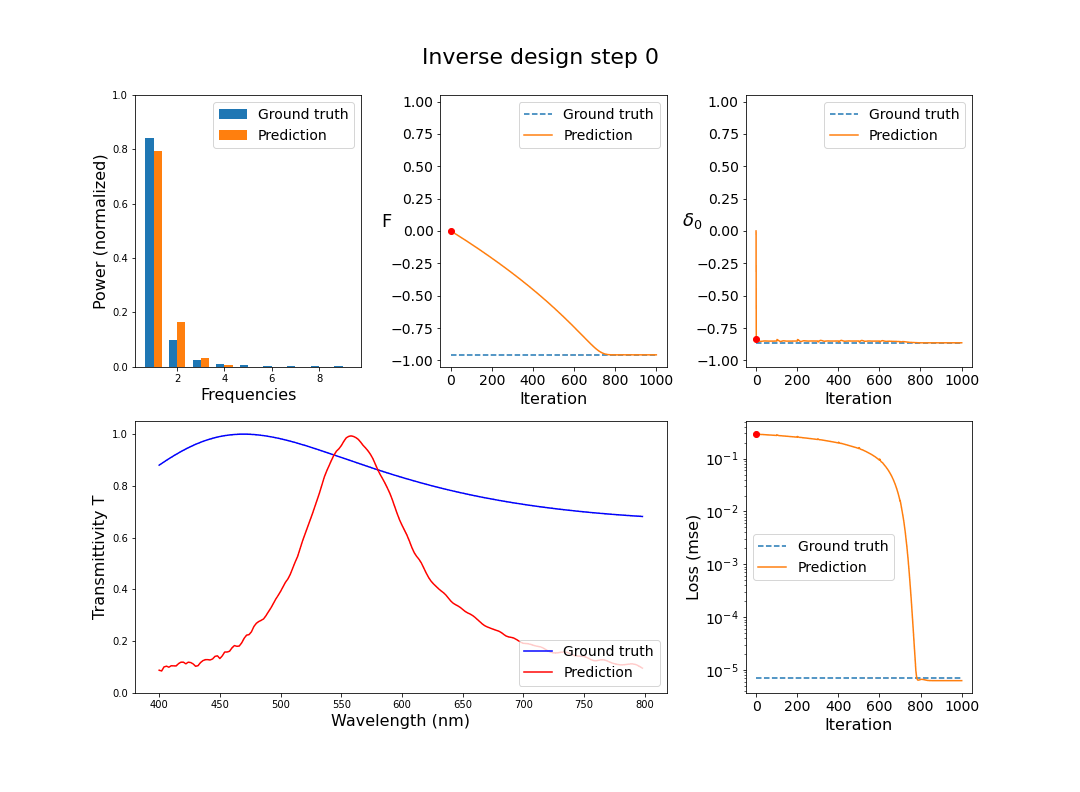 Inverse design step 0
1.0
0.8
0.6
0.4
0.2
0.0
Power (normalized)
Ground truth
Prediction
2 4 6 8
Frequencies
1.00
0.75
0.50
0.25
0.00
−0.25
−0.50
−0.75
−1.00
F
Ground truth
Prediction
0 200 400 600 800 1000
Iteration
1.00
0.75
0.50
0.25
0.00
−0.25
−0.50
−0.75
−1.00
δ₀
Ground truth
Prediction
0 200 400 600 800 1000
Iteration
1.0
0.8
0.6
0.4
0.2
0.0
Transmittivity T
Ground truth
Prediction
400 450 500 550 600 650 700 750 800
Wavelength (nm)
10⁻¹
10⁻²
10⁻³
10⁻⁴
10⁻⁵
Loss (mse)
Ground truth
Prediction
0 200 400 600 800 1000
Iteration